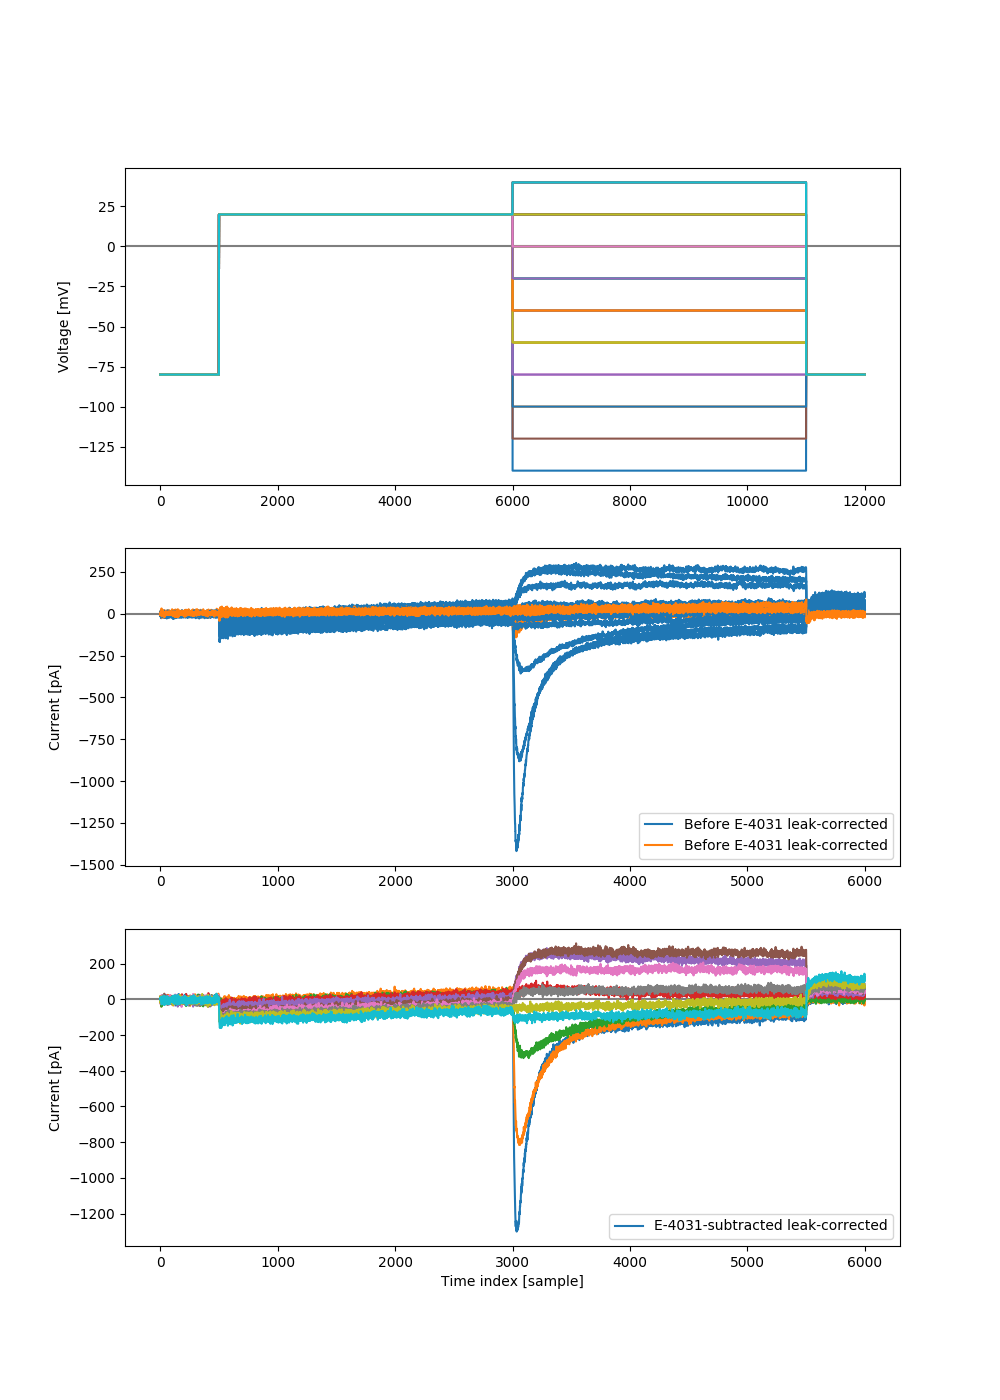 25
0
−25
−50
−75
−100
−125
Voltage [mV]
0 2000 4000 6000 8000 10000 12000
250
0
−250
−500
−750
−1000
−1250
−1500
Current [pA]
Before E-4031 leak-corrected
Before E-4031 leak-corrected
0 1000 2000 3000 4000 5000 6000
200
0
−200
−400
−600
−800
−1000
−1200
Current [pA]
E-4031-subtracted leak-corrected
0 1000 2000 3000 4000 5000 6000
Time index [sample]